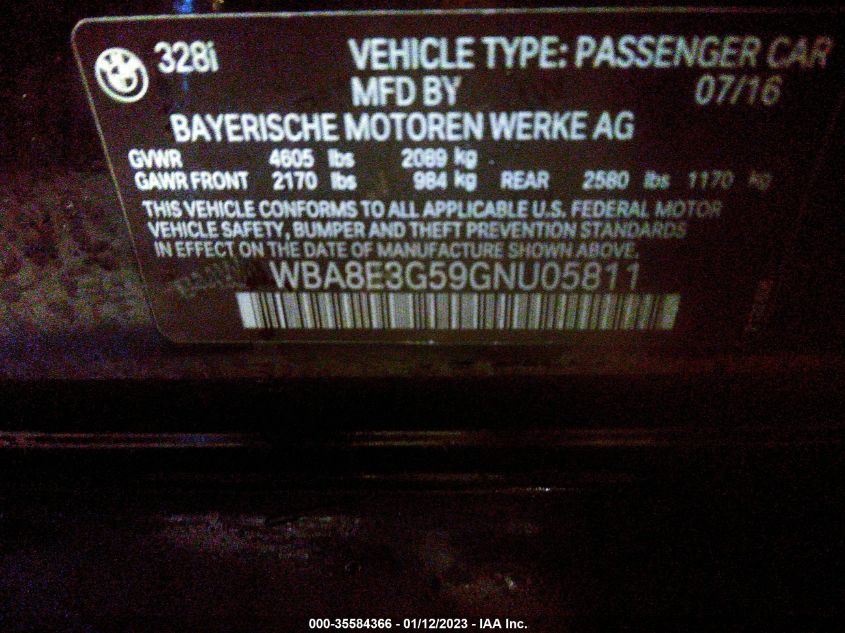 328i VEHICLE TYPE: PASSENGER CAR
MFD BY 07/16
BAYERISCHE MOTOREN WERKE AG
GVWR 4605 lbs 2089 kg
GAWR FRONT 2170 lbs 984 kg REAR 2580 lbs 1170 kg
THIS VEHICLE CONFORMS TO ALL APPLICABLE U.S. FEDERAL MOTOR
VEHICLE SAFETY, BUMPER AND THEFT PREVENTION STANDARDS
IN EFFECT ON THE DATE OF MANUFACTURE SHOWN ABOVE.
WBA8E3G59GNU05811
000-35584366 - 01/12/2023 - IAA Inc.